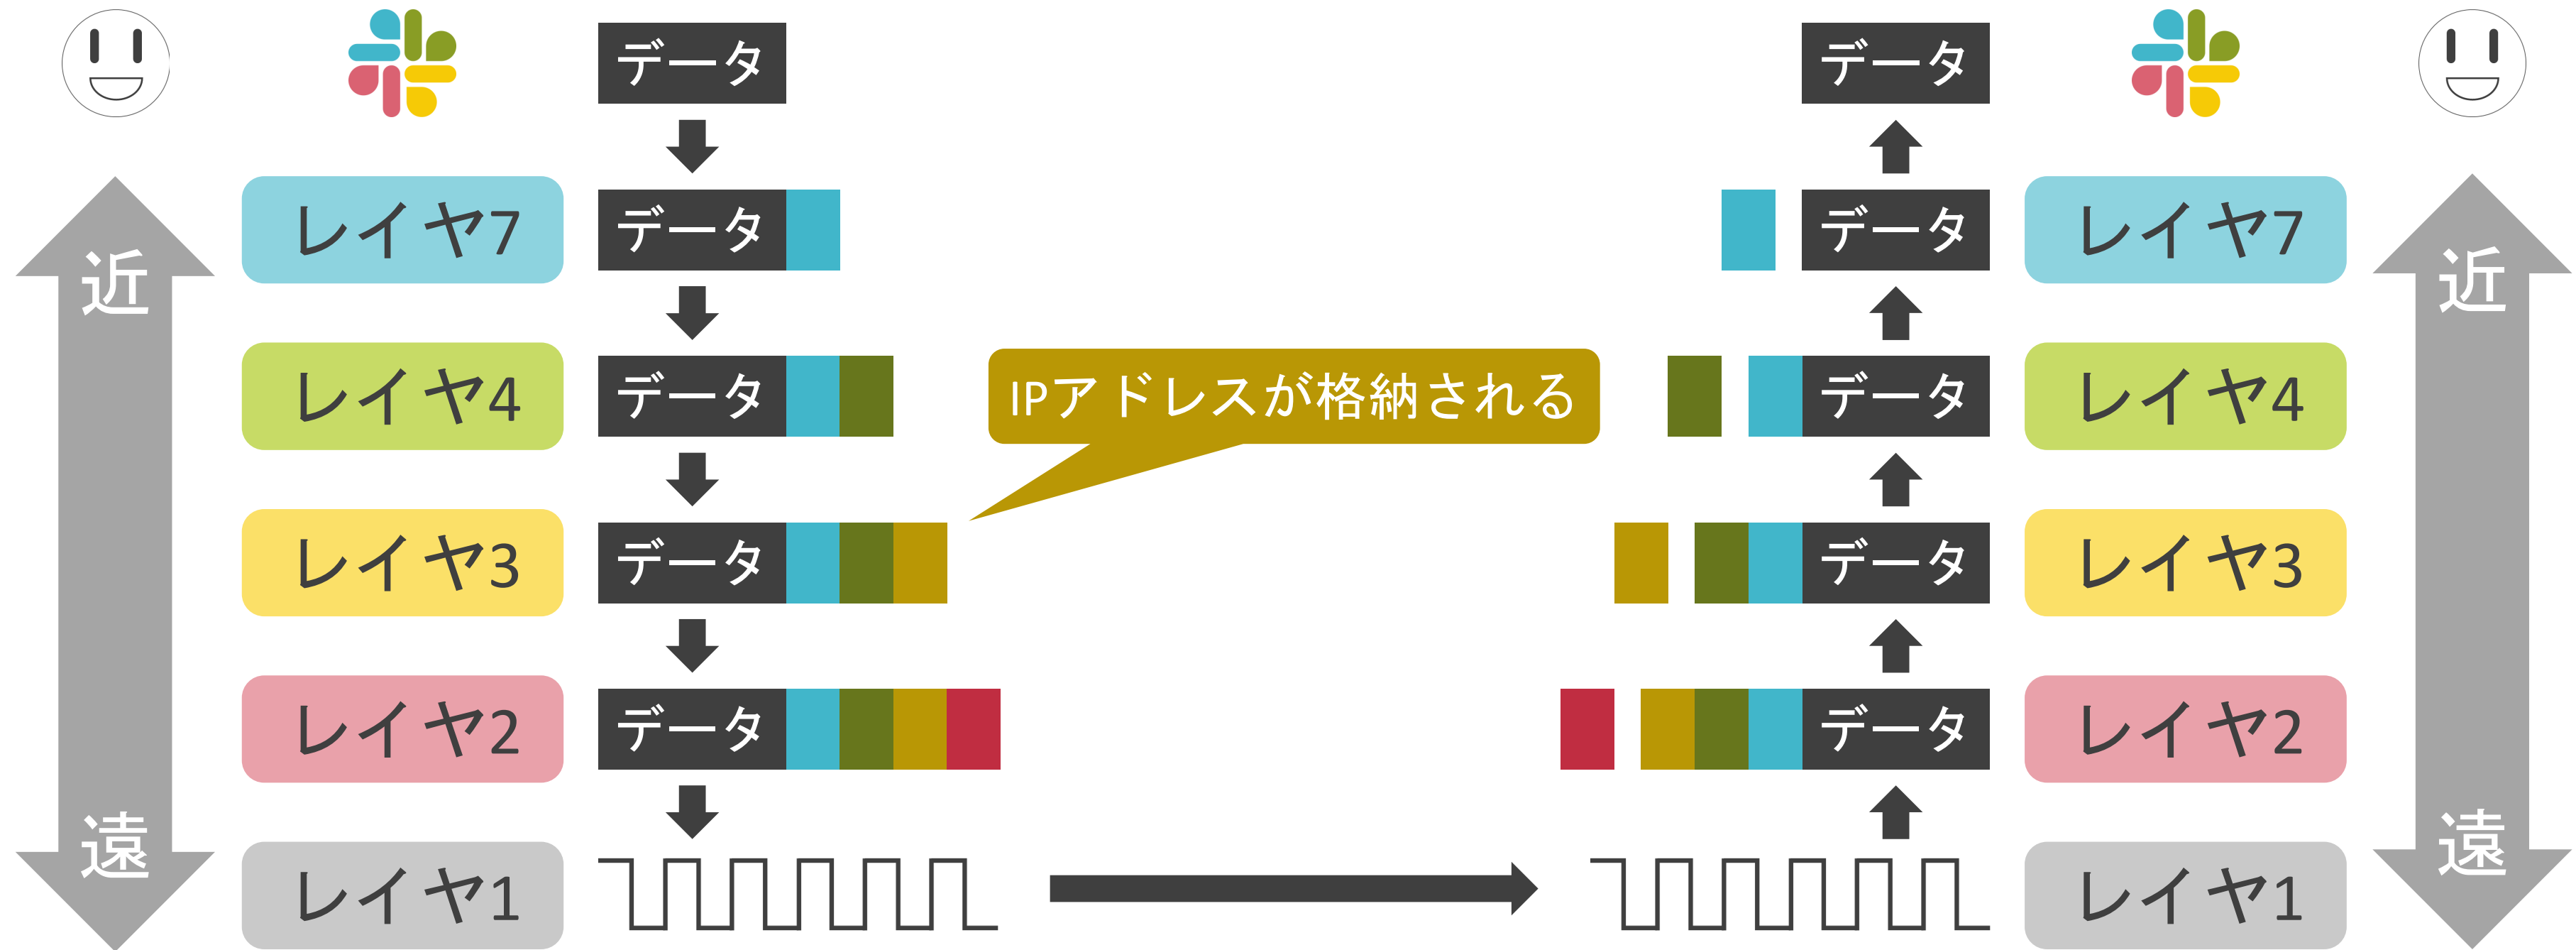 データ
データ
レイヤ7
データ
データ
レイヤ7
近
近
レイヤ4
データ
IPアドレスが格納される
データ
レイヤ4
レイヤ3
データ
データ
レイヤ3
レイヤ2
データ
データ
レイヤ2
遠
遠
レイヤ1
レイヤ1